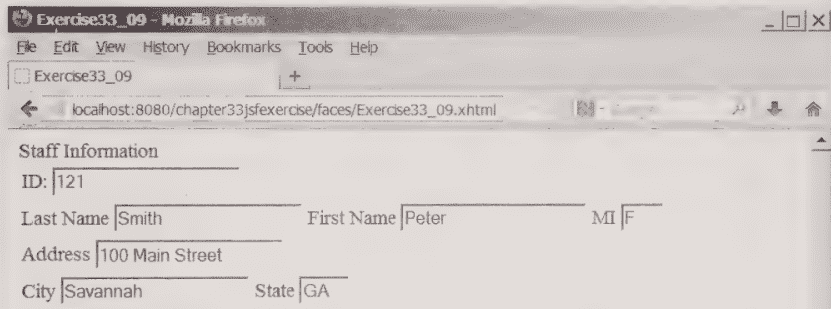 Exercise33_09 - Mozilla Firefox
File Edit View History Bookmarks Tools Help
Exercise33_09 +
localhost:8080/chapter33jsfexercise/faces/Exercise33_09.xhtml
Staff Information
ID: 121
Last Name Smith First Name Peter MI F
Address 100 Main Street
City Savannah State GA